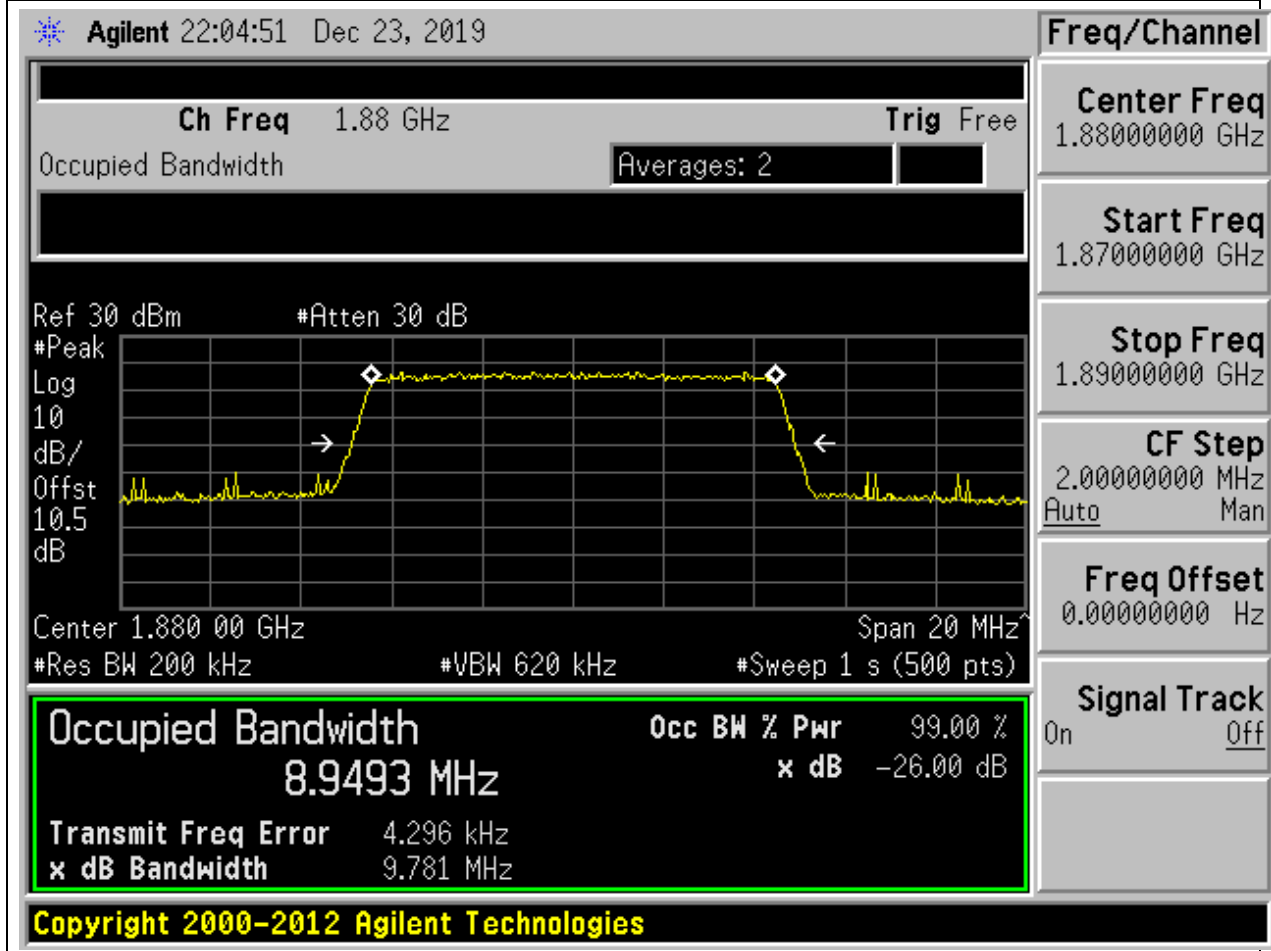 Agilent 22:04:51 Dec 23, 2019
Ch Freq 1.88 GHz Trig Free
Occupied Bandwidth Averages: 2
Ref 30 dBm #Atten 30 dB
#Peak
Log
10
dB/
Offst
10.5
dB
Center 1.880 00 GHz Span 20 MHz^
#Res BW 200 kHz #VBW 620 kHz #Sweep 1 s (500 pts)
Occupied Bandwidth Occ BW % Pwr 99.00 %
8.9493 MHz x dB -26.00 dB
Transmit Freq Error 4.296 kHz
x dB Bandwidth 9.781 MHz
Copyright 2000-2012 Agilent Technologies
Freq/Channel
Center Freq
1.88000000 GHz
Start Freq
1.87000000 GHz
Stop Freq
1.89000000 GHz
CF Step
2.00000000 MHz
Auto Man
Freq Offset
0.00000000 Hz
Signal Track
On Off